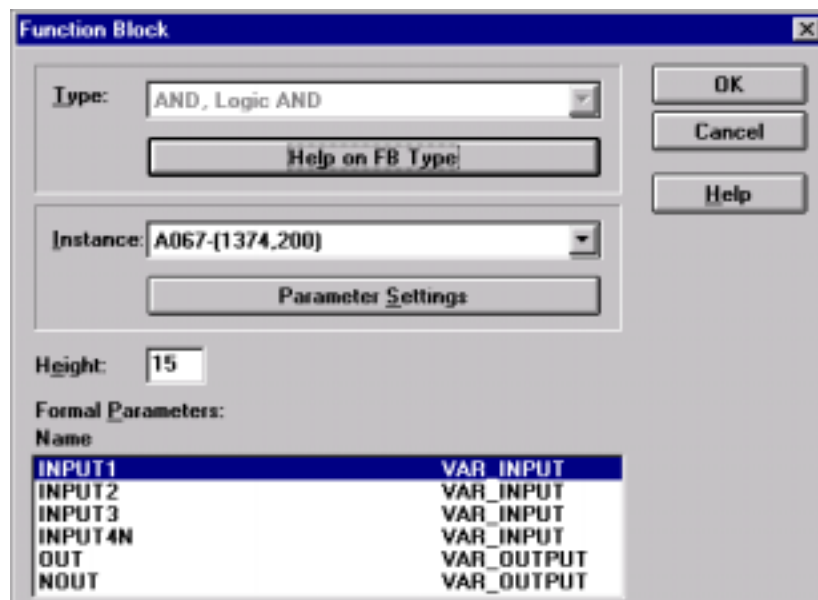 Function Block
Type: AND, Logic AND
OK
Help on FB Type
Cancel
Help
Instance: A067-(1374,200)
Parameter Settings
Height: 15
Formal Parameters:
Name
INPUT1 VAR_INPUT
INPUT2 VAR_INPUT
INPUT3 VAR_INPUT
INPUT4N VAR_INPUT
OUT VAR_OUTPUT
NOUT VAR_OUTPUT